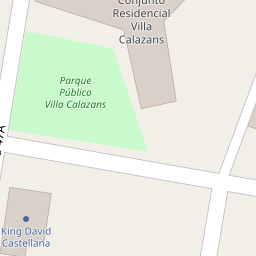 Conjunto
Residencial
Villa
Calazans
Parque
Público
Villa Calazans
King David
Castellana